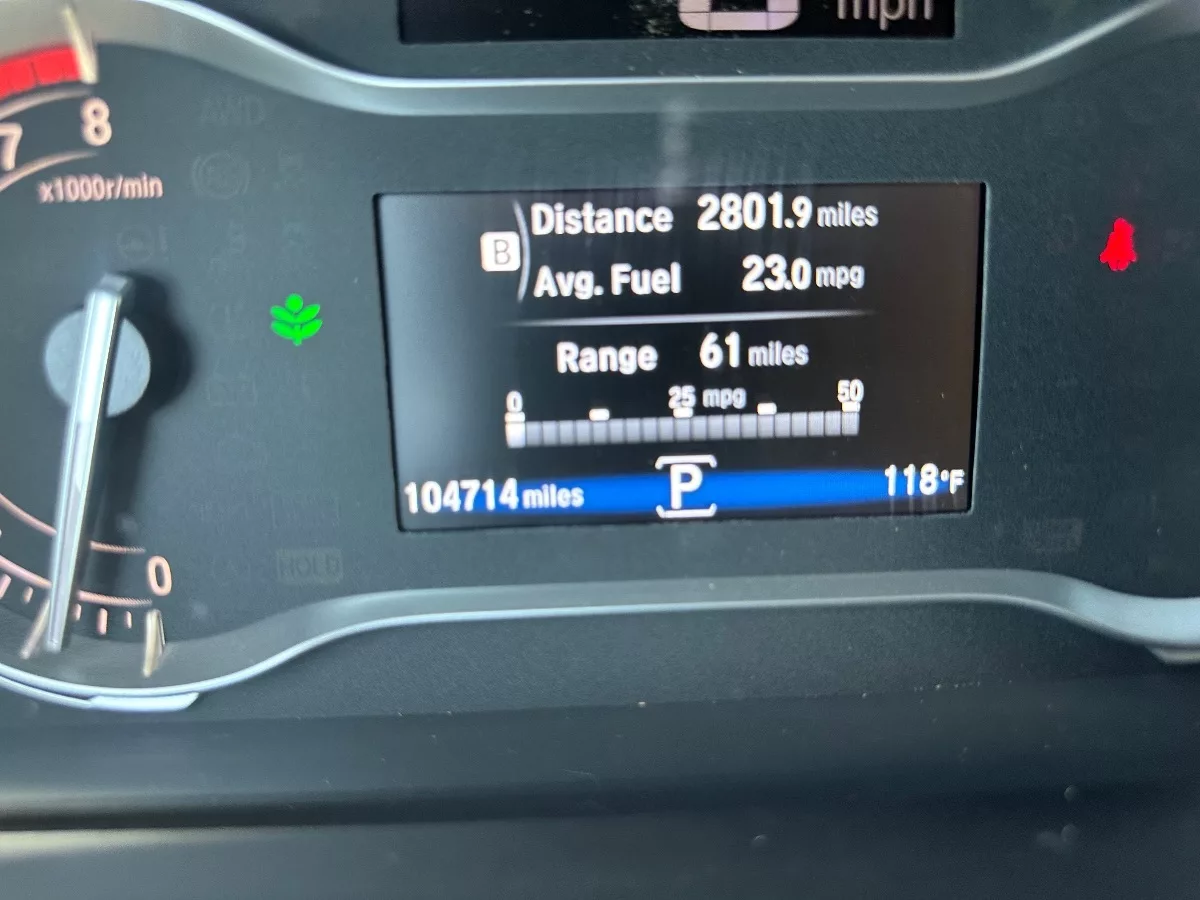 mph
7 8
x1000r/min
AWD
B
Distance 2801.9 miles
Avg. Fuel 23.0 mpg
Range 61 miles
0 25 mpg 50
104714 miles P 118°F
HOLD
0